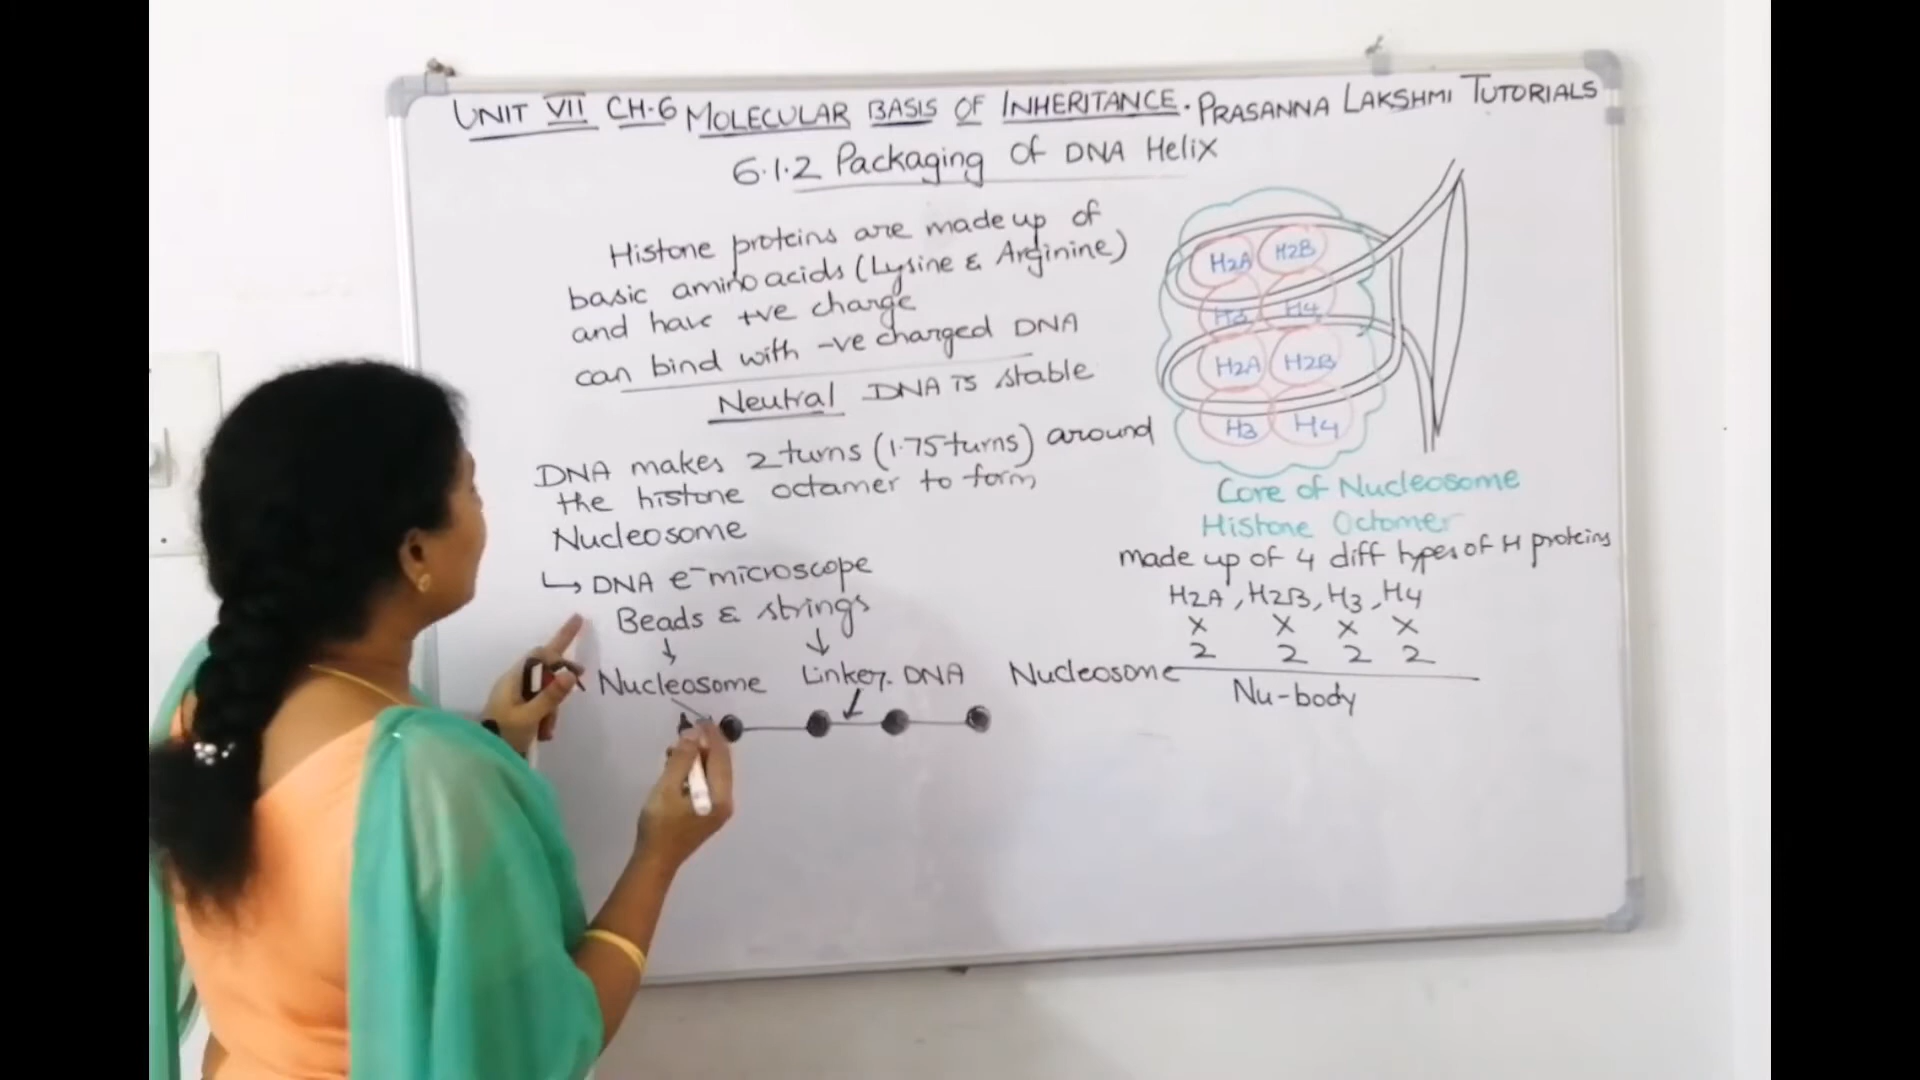 UNIT VII CH-6 MOLECULAR BASIS OF INHERITANCE. PRASANNA LAKSHMI TUTORIALS
6.1.2 Packaging Of DNA Helix
Histone proteins are made up of
basic amino acids (Lysine & Arginine)
and have +ve charge
can bind with -ve charged DNA
Neutral DNA is stable
DNA makes 2 turns (1.75 turns) around
the histone octamer to form
Nucleosome
↳ DNA e⁻ microscope
Beads & strings
↓ ↓
Nucleosome Linker. DNA
H2A H2B
H3 H4
H2A H2B
H3 H4
Core of Nucleosome
Histone Octomer
made up of 4 diff types of H proteins
H2A, H2B, H3, H4
x x x x
2 2 2 2
Nucleosome
Nu-body